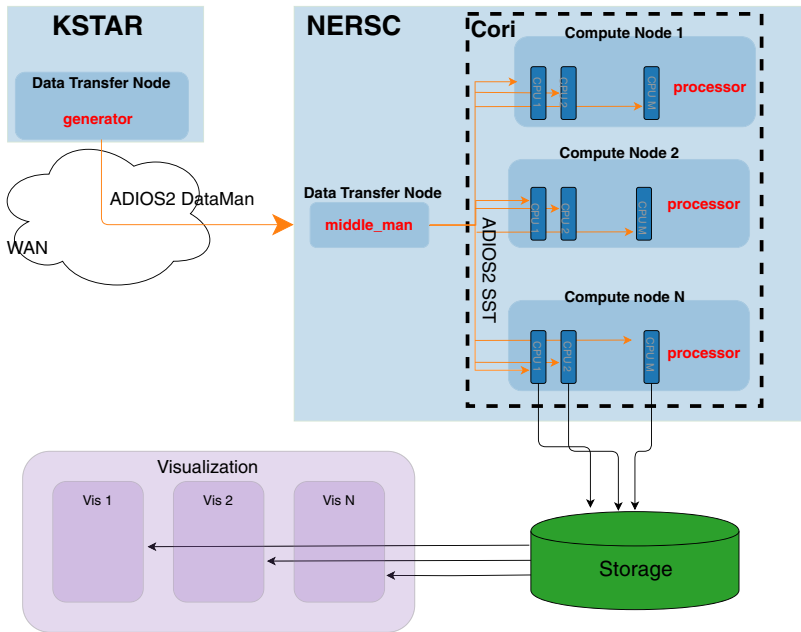 KSTAR
Data Transfer Node
generator
ADIOS2 DataMan
WAN
NERSC
Data Transfer Node
middle_man
ADIOS2 SST
Cori
Compute Node 1
CPU 1
CPU 2
CPU M
processor
Compute Node 2
CPU 1
CPU 2
CPU M
processor
Compute node N
CPU 1
CPU 2
CPU M
processor
Visualization
Vis 1
Vis 2
Vis N
Storage